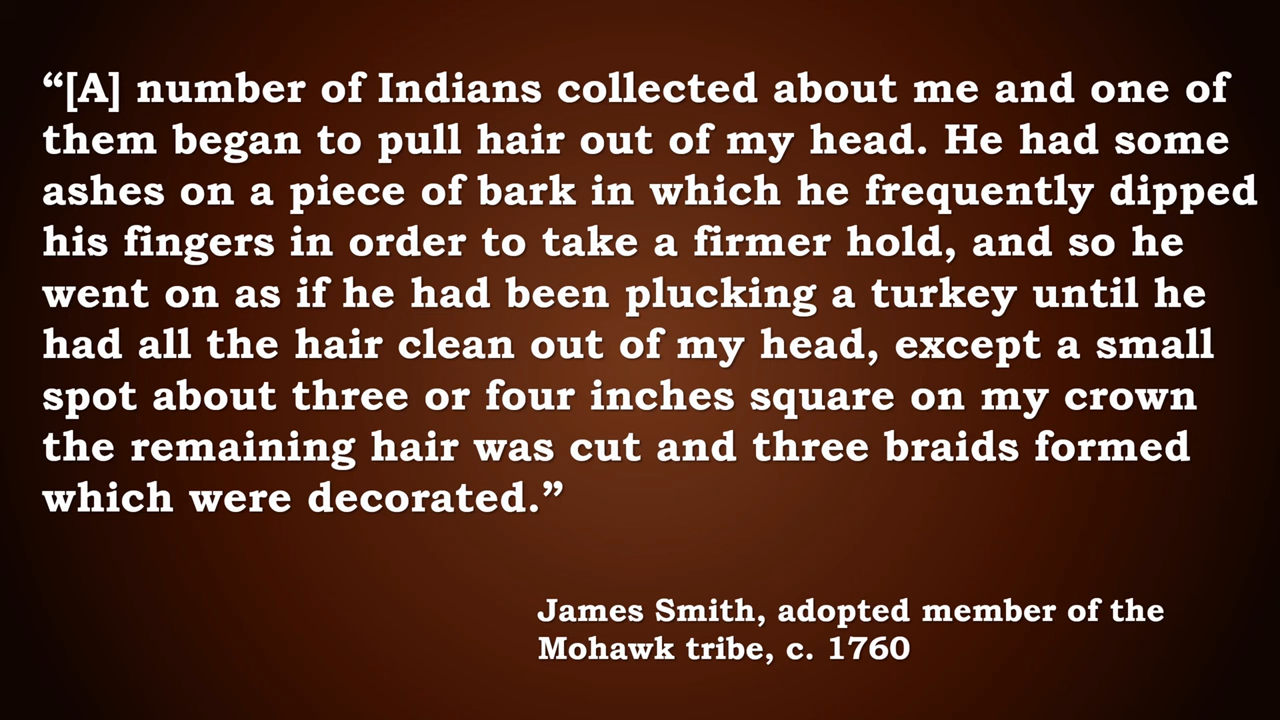 “[A] number of Indians collected about me and one of
them began to pull hair out of my head. He had some
ashes on a piece of bark in which he frequently dipped
his fingers in order to take a firmer hold, and so he
went on as if he had been plucking a turkey until he
had all the hair clean out of my head, except a small
spot about three or four inches square on my crown
the remaining hair was cut and three braids formed
which were decorated.”
James Smith, adopted member of the
Mohawk tribe, c. 1760